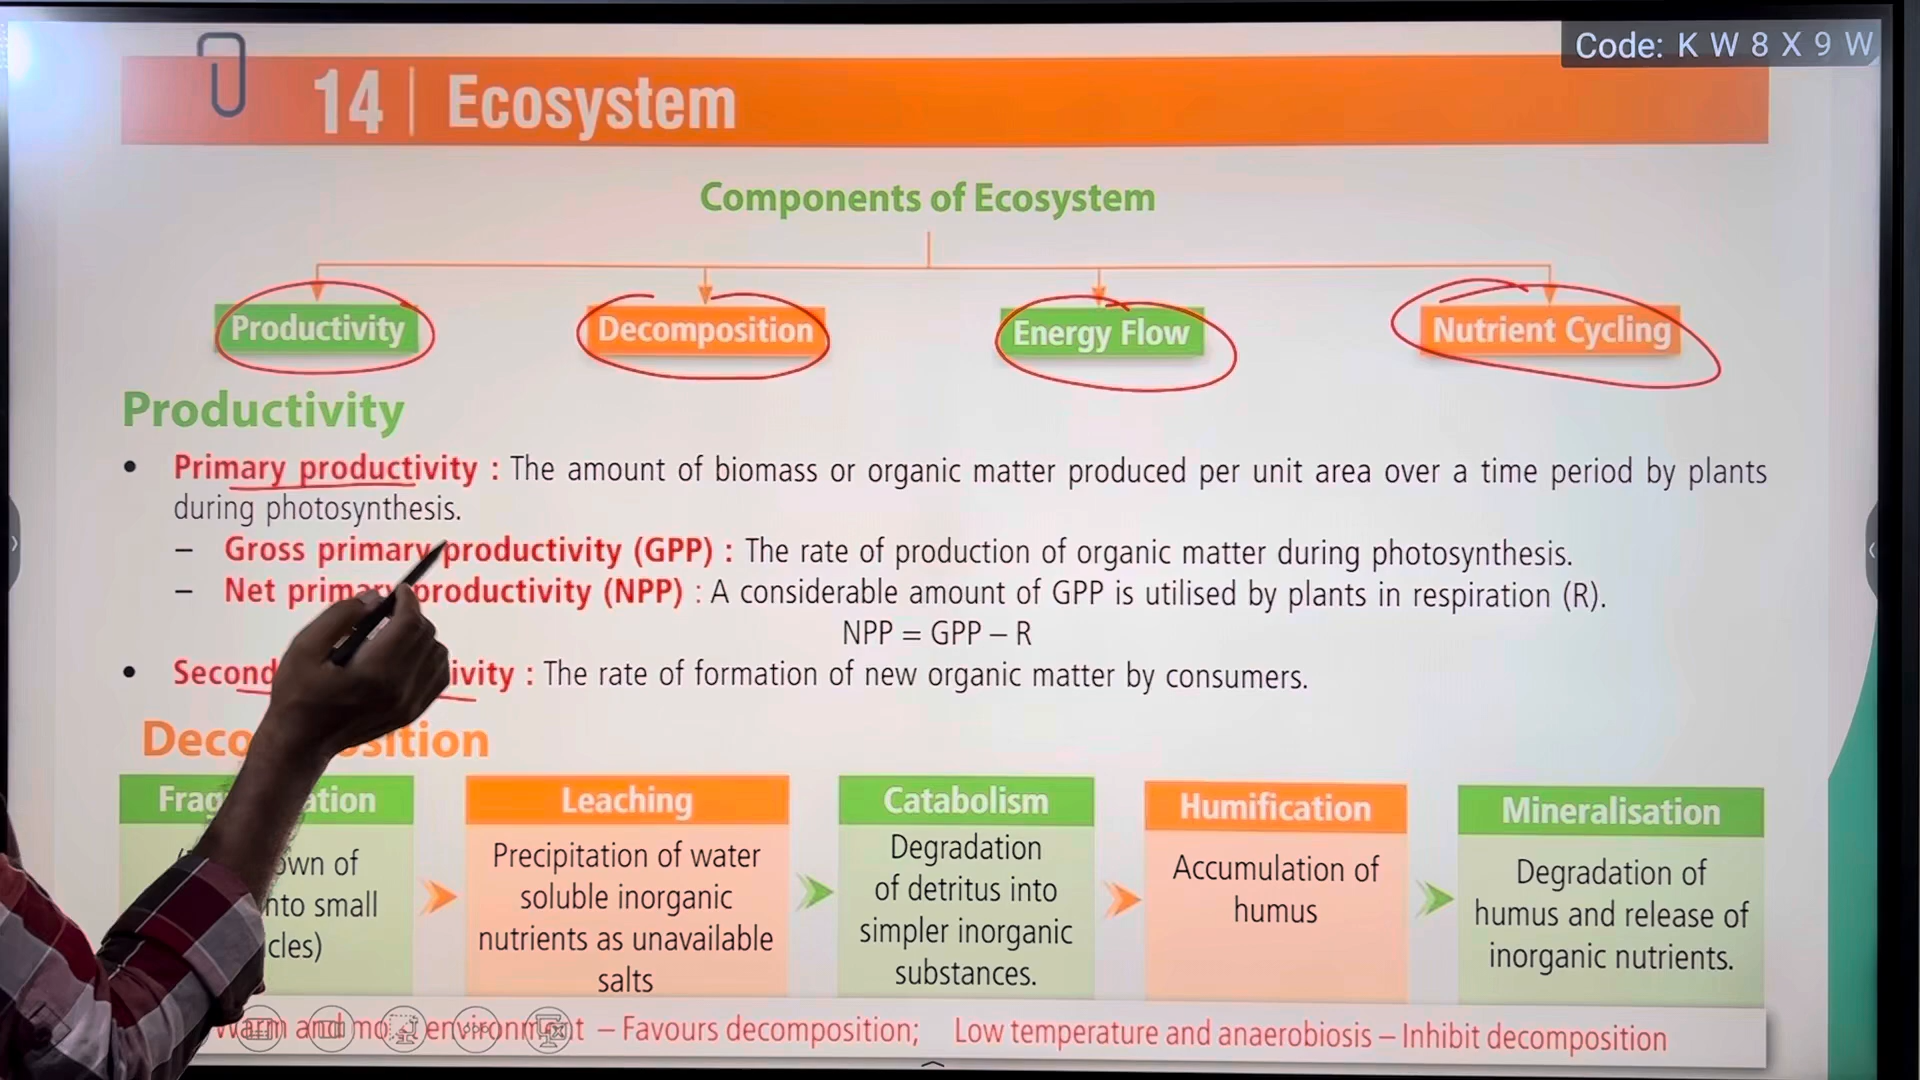 Code: K W 8 X 9 W
14 | Ecosystem
Components of Ecosystem
Productivity Decomposition Energy Flow Nutrient Cycling
Productivity
• Primary productivity : The amount of biomass or organic matter produced per unit area over a time period by plants
during photosynthesis.
– Gross primary productivity (GPP) : The rate of production of organic matter during photosynthesis.
– Net primary productivity (NPP) : A considerable amount of GPP is utilised by plants in respiration (R).
NPP = GPP – R
• Second ivity : The rate of formation of new organic matter by consumers.
Deco sition
Frag ation
own of
nto small
cles)
Leaching
Precipitation of water
soluble inorganic
nutrients as unavailable
salts
Catabolism
Degradation
of detritus into
simpler inorganic
substances.
Humification
Accumulation of
humus
Mineralisation
Degradation of
humus and release of
inorganic nutrients.
Warm and environment – Favours decomposition; Low temperature and anaerobiosis – Inhibit decomposition